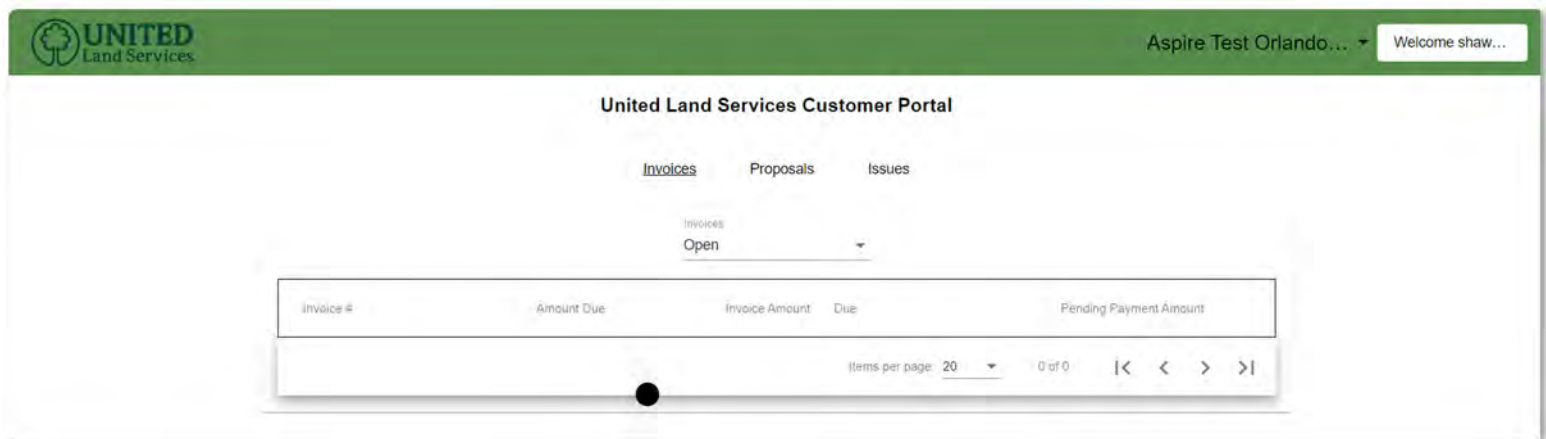 UNITED
Land Services
Aspire Test Orlando...
Welcome shaw...
United Land Services Customer Portal
Invoices Proposals Issues
Invoices
Open
Invoice # Amount Due Invoice Amount Due Pending Payment Amount
Items per page: 20 0 of 0